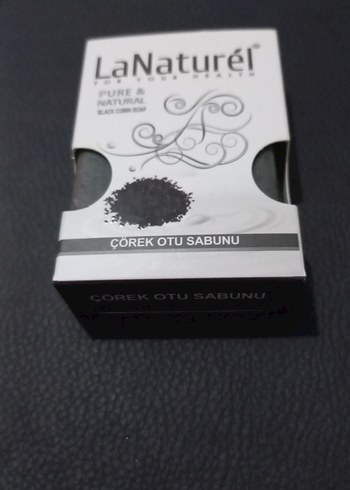 LaNaturél®
FOR YOUR HEALTH
PURE &
NATURAL
BLACK CUMIN SOAP
ÇÖREK OTU SABUNU
ÇÖREK OTU SABUNU